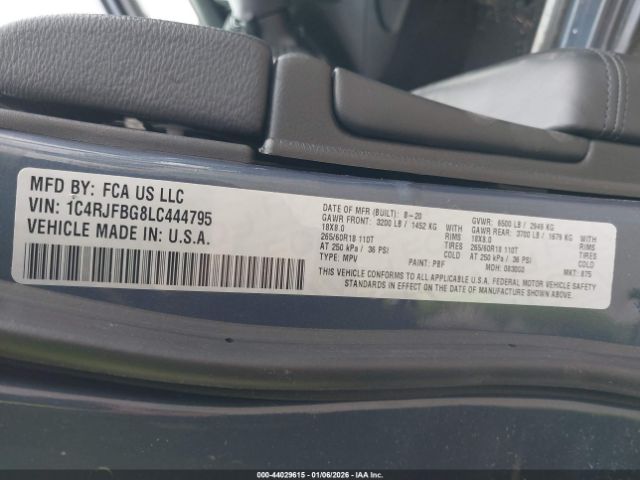 MFD BY: FCA US LLC
VIN: 1C4RJFBG8LC444795
VEHICLE MADE IN: U.S.A.
DATE OF MFR (BUILT): 8-20 GVWR: 6500 LB / 2949 KG
GAWR FRONT: 3200 LB / 1452 KG WITH GAWR REAR: 3700 LB / 1679 KG WITH
18X8.0 RIMS 18X8.0 RIMS
265/60R18 110T TIRES 265/60R18 110T TIRES
AT 250 kPa / 36 PSI COLD AT 250 kPa / 36 PSI COLD
TYPE: MPV PAINT: PBF MDH: 083003 MKT: 875
THIS VEHICLE CONFORMS TO ALL APPLICABLE U.S.A. FEDERAL MOTOR VEHICLE SAFETY
STANDARDS IN EFFECT ON THE DATE OF MANUFACTURE SHOWN ABOVE.
000-44029615 - 01/06/2026 - IAAI.COM